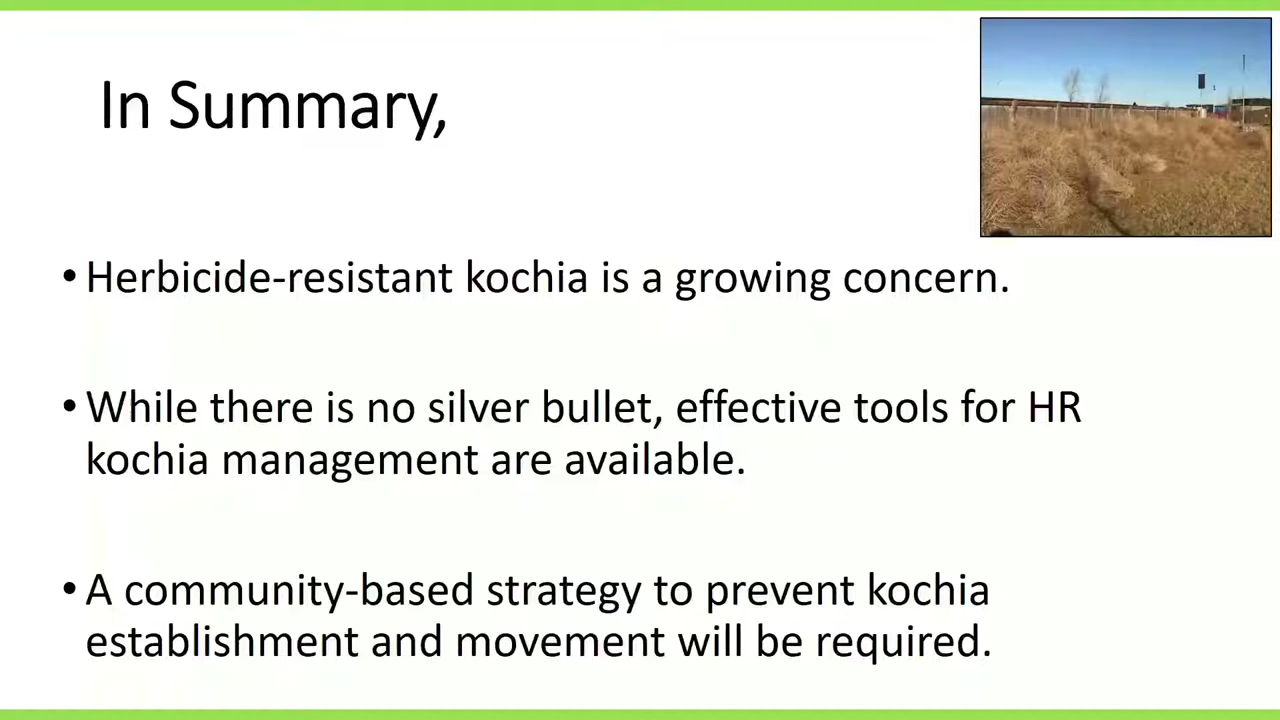 In Summary,
• Herbicide-resistant kochia is a growing concern.
• While there is no silver bullet, effective tools for HR
kochia management are available.
• A community-based strategy to prevent kochia
establishment and movement will be required.